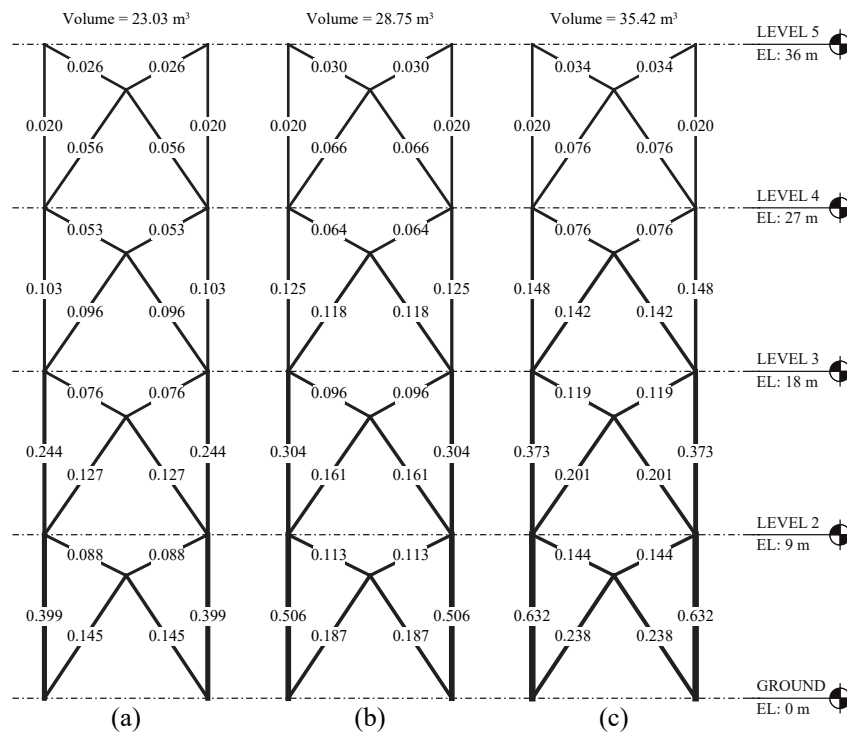 Volume = 23.03 m³ Volume = 28.75 m³ Volume = 35.42 m³
LEVEL 5
EL: 36 m
0.026 0.026 0.030 0.030 0.034 0.034
0.020 0.020 0.020 0.020 0.020 0.020
0.056 0.056 0.066 0.066 0.076 0.076
LEVEL 4
EL: 27 m
0.053 0.053 0.064 0.064 0.076 0.076
0.103 0.103 0.125 0.125 0.148 0.148
0.096 0.096 0.118 0.118 0.142 0.142
LEVEL 3
EL: 18 m
0.076 0.076 0.096 0.096 0.119 0.119
0.244 0.244 0.304 0.304 0.373 0.373
0.127 0.127 0.161 0.161 0.201 0.201
LEVEL 2
EL: 9 m
0.088 0.088 0.113 0.113 0.144 0.144
0.399 0.399 0.506 0.506 0.632 0.632
0.145 0.145 0.187 0.187 0.238 0.238
GROUND
EL: 0 m
(a) (b) (c)